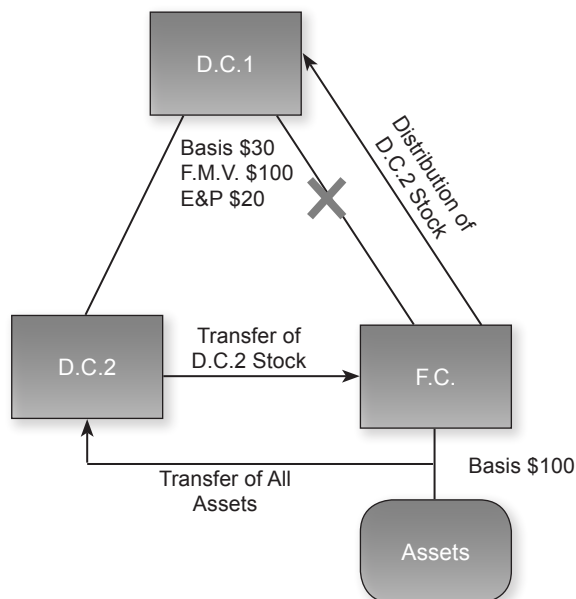 D.C.1
Basis $30
F.M.V. $100
E&P $20
Distribution of
D.C.2 Stock
D.C.2
Transfer of
D.C.2 Stock
F.C.
Transfer of All
Assets
Basis $100
Assets